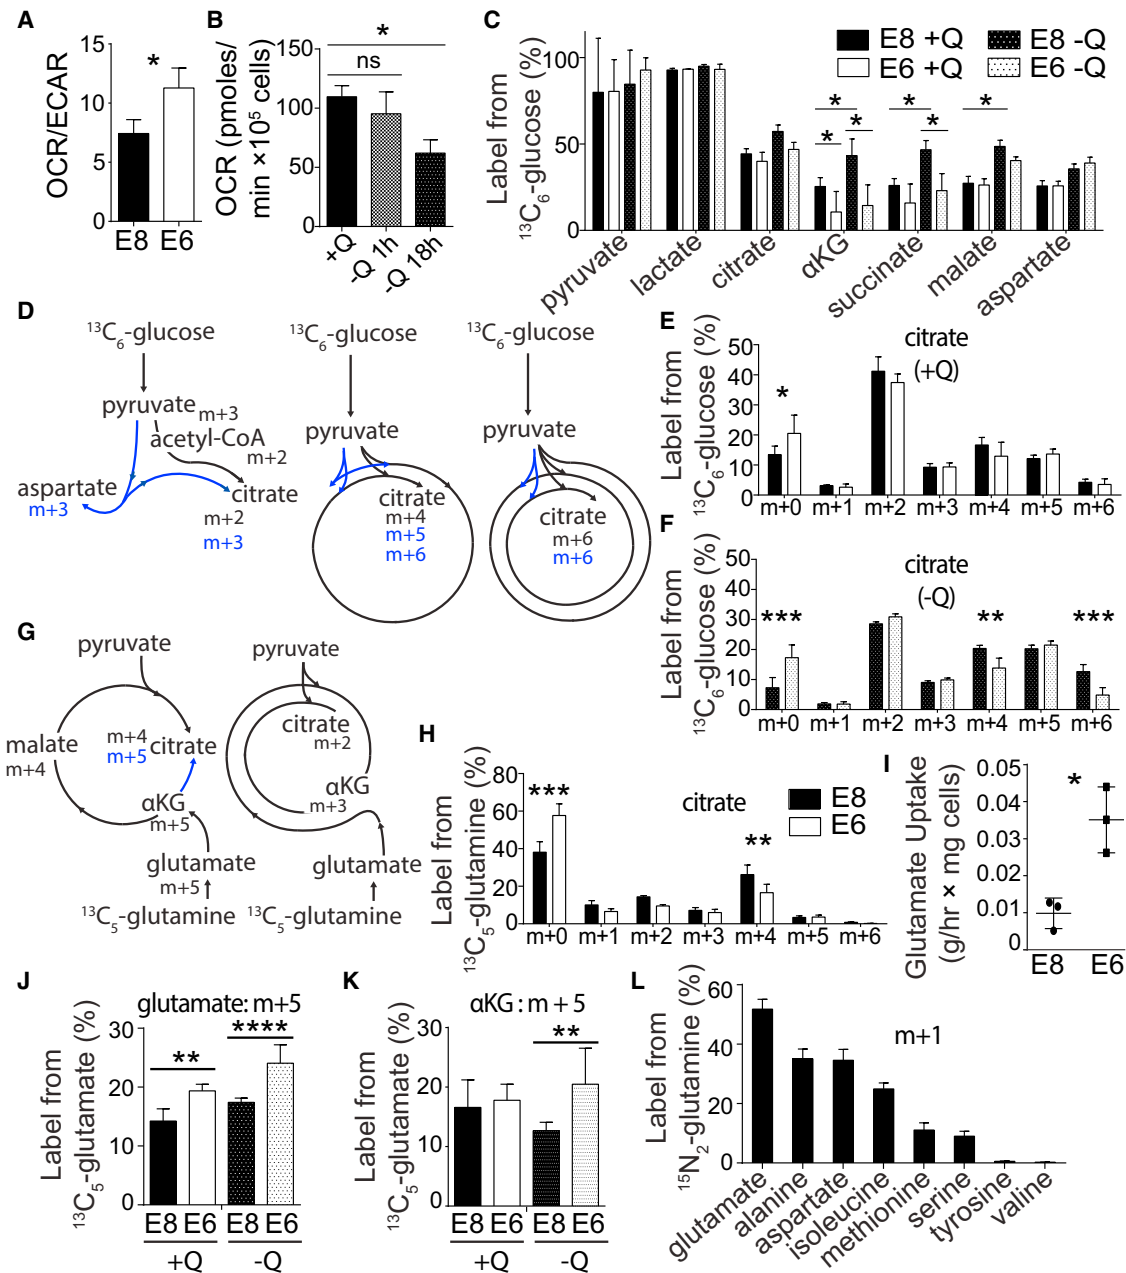 A
OCR/ECAR
15
10
5
0
*
E8 E6
B
OCR (pmoles/
min ×10⁵ cells)
150
100
50
0
*
ns
+Q
-Q 1h
-Q 18h
C
Label from
¹³C₆-glucose (%)
100
50
0
E8 +Q
E6 +Q
E8 -Q
E6 -Q
* * *
* * *
pyruvate
lactate
citrate
αKG
succinate
malate
aspartate
D
¹³C₆-glucose
pyruvate m+3
acetyl-CoA
m+2
aspartate
m+3
citrate
m+2
m+3
¹³C₆-glucose
pyruvate
citrate
m+4
m+5
m+6
¹³C₆-glucose
pyruvate
citrate
m+6
m+6
E
Label from
¹³C₆-glucose (%)
50
40
30
20
10
0
citrate
(+Q)
*
m+0 m+1 m+2 m+3 m+4 m+5 m+6
F
Label from
¹³C₆-glucose (%)
50
40
30
20
10
0
citrate
(-Q)
*** ** ***
m+0 m+1 m+2 m+3 m+4 m+5 m+6
G
pyruvate
malate
m+4
m+4
m+5
citrate
αKG
m+5
glutamate
m+5
¹³C₅-glutamine
pyruvate
citrate
m+2
αKG
m+3
glutamate
¹³C₅-glutamine
H
Label from
¹³C₅-glutamine (%)
80
60
40
20
0
citrate
E8
E6
*** **
m+0 m+1 m+2 m+3 m+4 m+5 m+6
I
Glutamate Uptake
(g/hr × mg cells)
0.05
0.04
0.03
0.02
0.01
0
*
E8 E6
J
glutamate: m+5
Label from
¹³C₅-glutamate (%)
30
20
10
0
** ****
E8 E6 E8 E6
+Q -Q
K
αKG : m + 5
Label from
¹³C₅-glutamate (%)
30
20
10
0
**
E8 E6 E8 E6
+Q -Q
L
Label from
¹⁵N₂-glutamine (%)
60
40
20
0
m+1
glutamate
alanine
aspartate
isoleucine
methionine
serine
tyrosine
valine